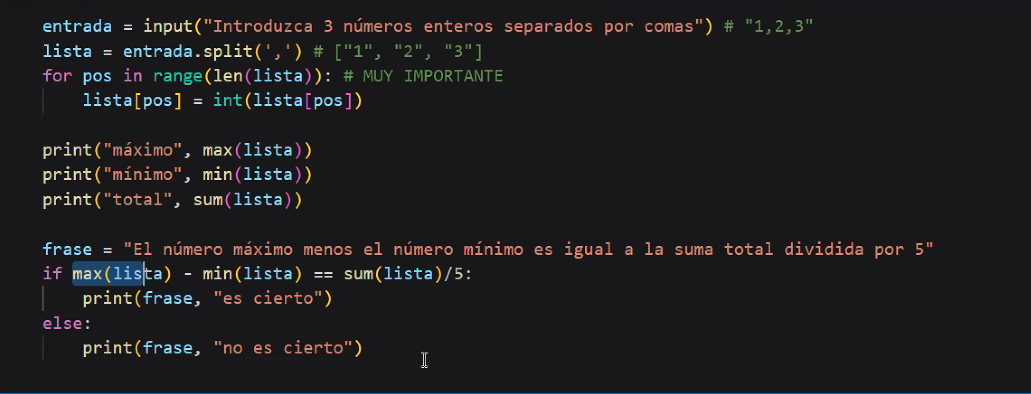 entrada = input("Introduzca 3 números enteros separados por comas") # "1,2,3"
lista = entrada.split(',') # ["1", "2", "3"]
for pos in range(len(lista)): # MUY IMPORTANTE
    lista[pos] = int(lista[pos])

print("máximo", max(lista))
print("mínimo", min(lista))
print("total", sum(lista))

frase = "El número máximo menos el número mínimo es igual a la suma total dividida por 5"
if max(lista) - min(lista) == sum(lista)/5:
    print(frase, "es cierto")
else:
    print(frase, "no es cierto")